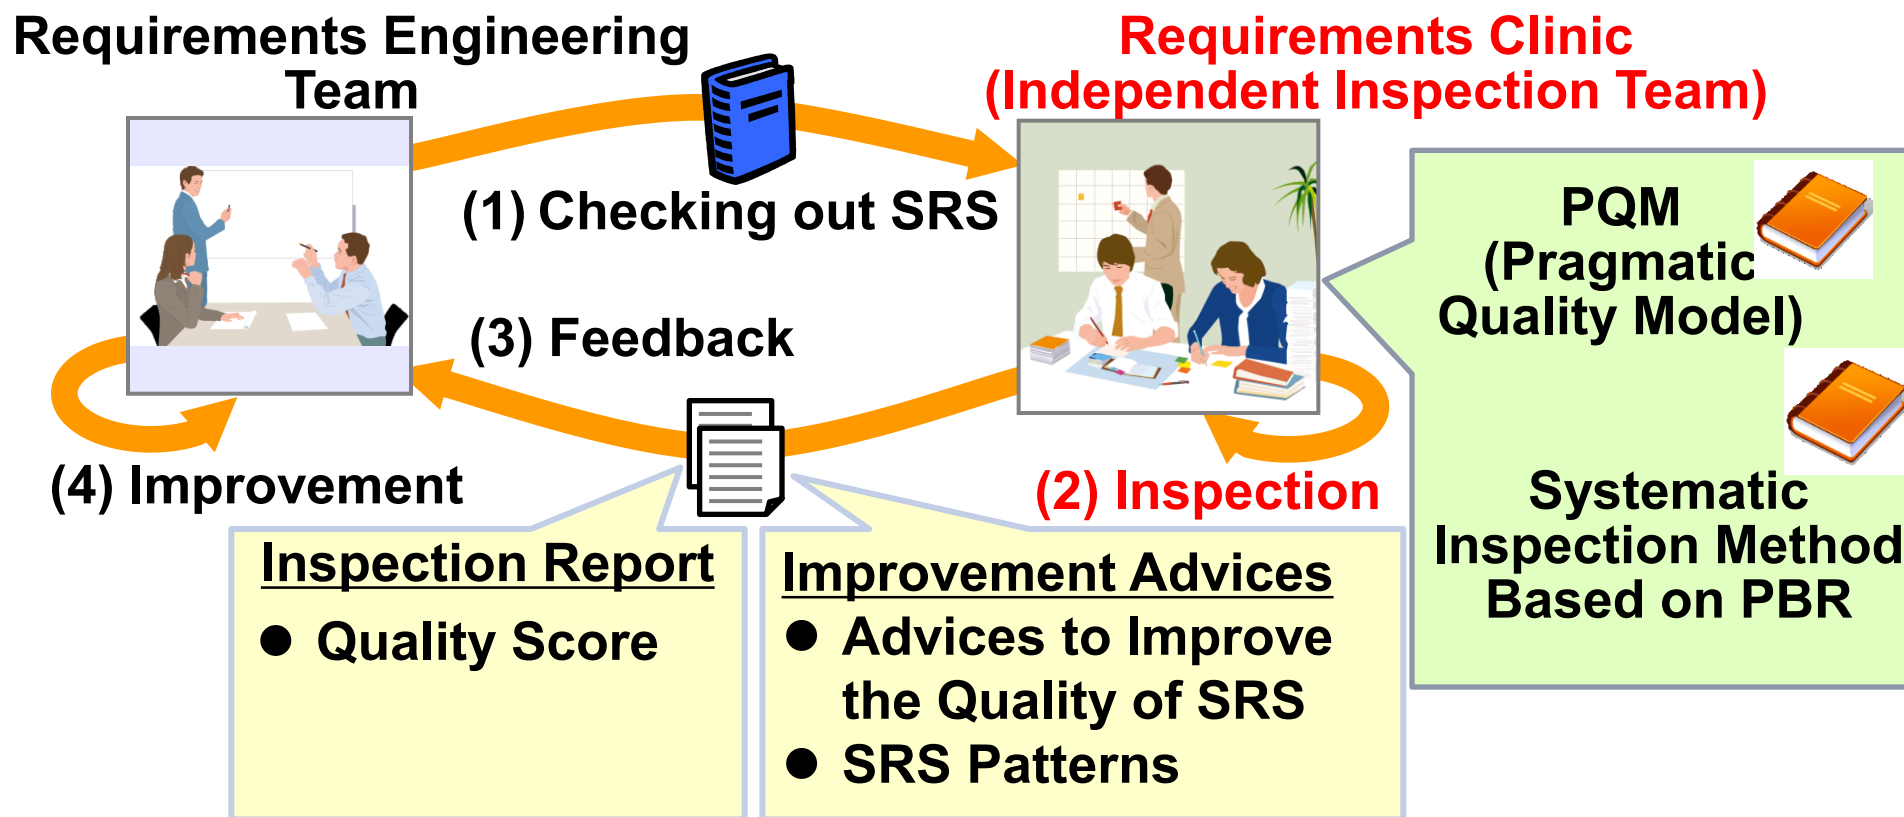 Requirements Engineering
Team
Requirements Clinic
(Independent Inspection Team)
(1) Checking out SRS
(3) Feedback
(4) Improvement
(2) Inspection
PQM
(Pragmatic
Quality Model)
Systematic
Inspection Method
Based on PBR
Inspection Report
● Quality Score
Improvement Advices
● Advices to Improve
the Quality of SRS
● SRS Patterns